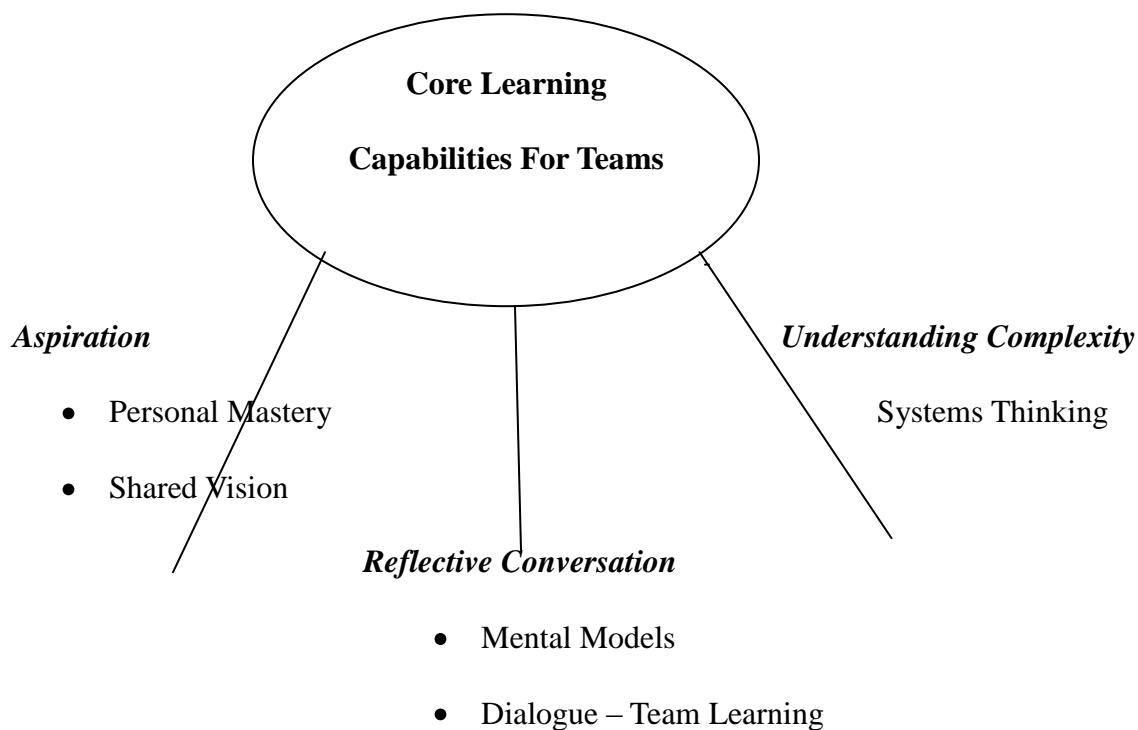 Core Learning
Capabilities For Teams
Aspiration
• Personal Mastery
• Shared Vision
Understanding Complexity
Systems Thinking
Reflective Conversation
• Mental Models
• Dialogue – Team Learning